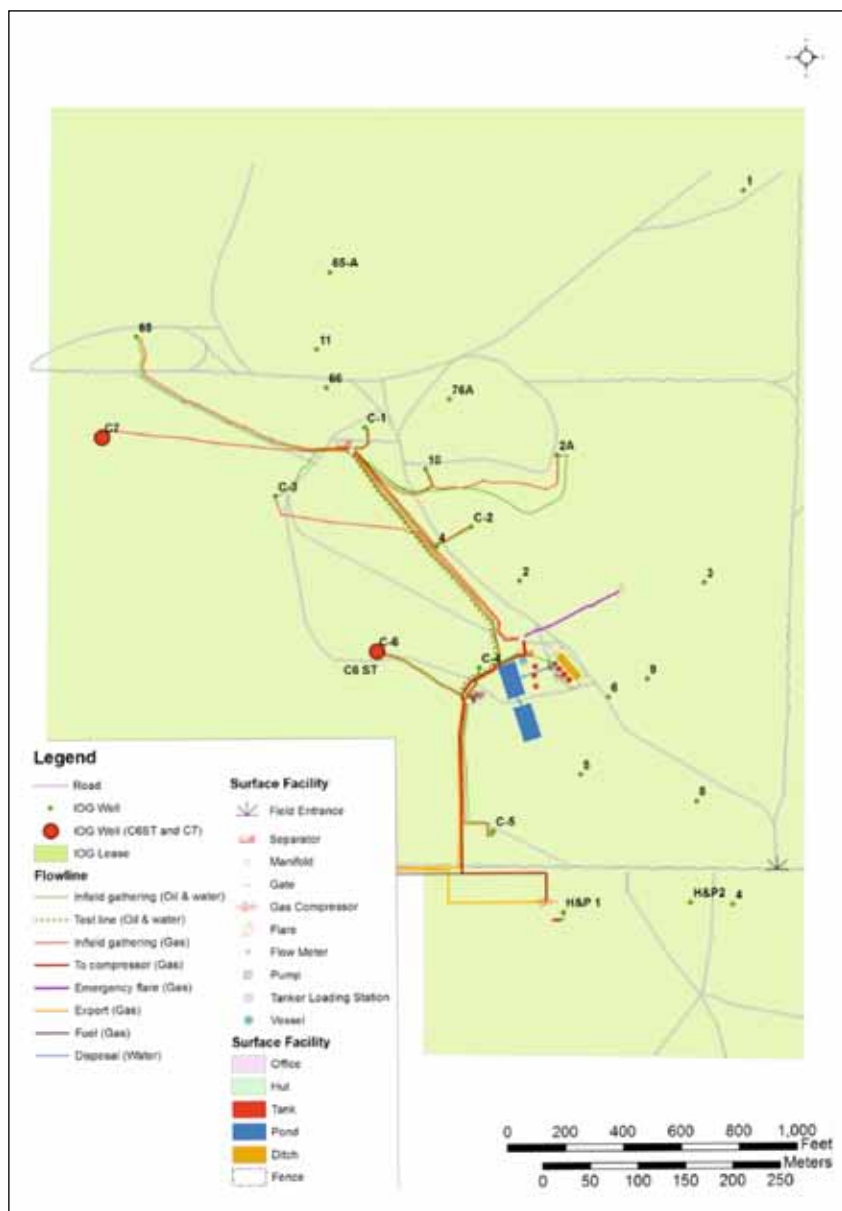 1
65-A
68
11
66
76A
C-1
C7
10
2A
C-3
C-2
4
2
3
C-6
C6 ST
C-4
9
6
5
8
C-5
H&P 1
H&P2
4
Legend
Road
IOG Well
IOG Well (C6ST and C7)
IOG Lease
Flowline
Infield gathering (Oil & water)
Test line (Oil & water)
Infield gathering (Gas)
To compressor (Gas)
Emergency flare (Gas)
Export (Gas)
Fuel (Gas)
Disposal (Water)
Surface Facility
Field Entrance
Separator
Manifold
Gate
Gas Compressor
Flare
Flow Meter
Pump
Tanker Loading Station
Vessel
Surface Facility
Office
Hut
Tank
Pond
Ditch
Fence
0 200 400 600 800 1,000
Feet
Meters
0 50 100 150 200 250